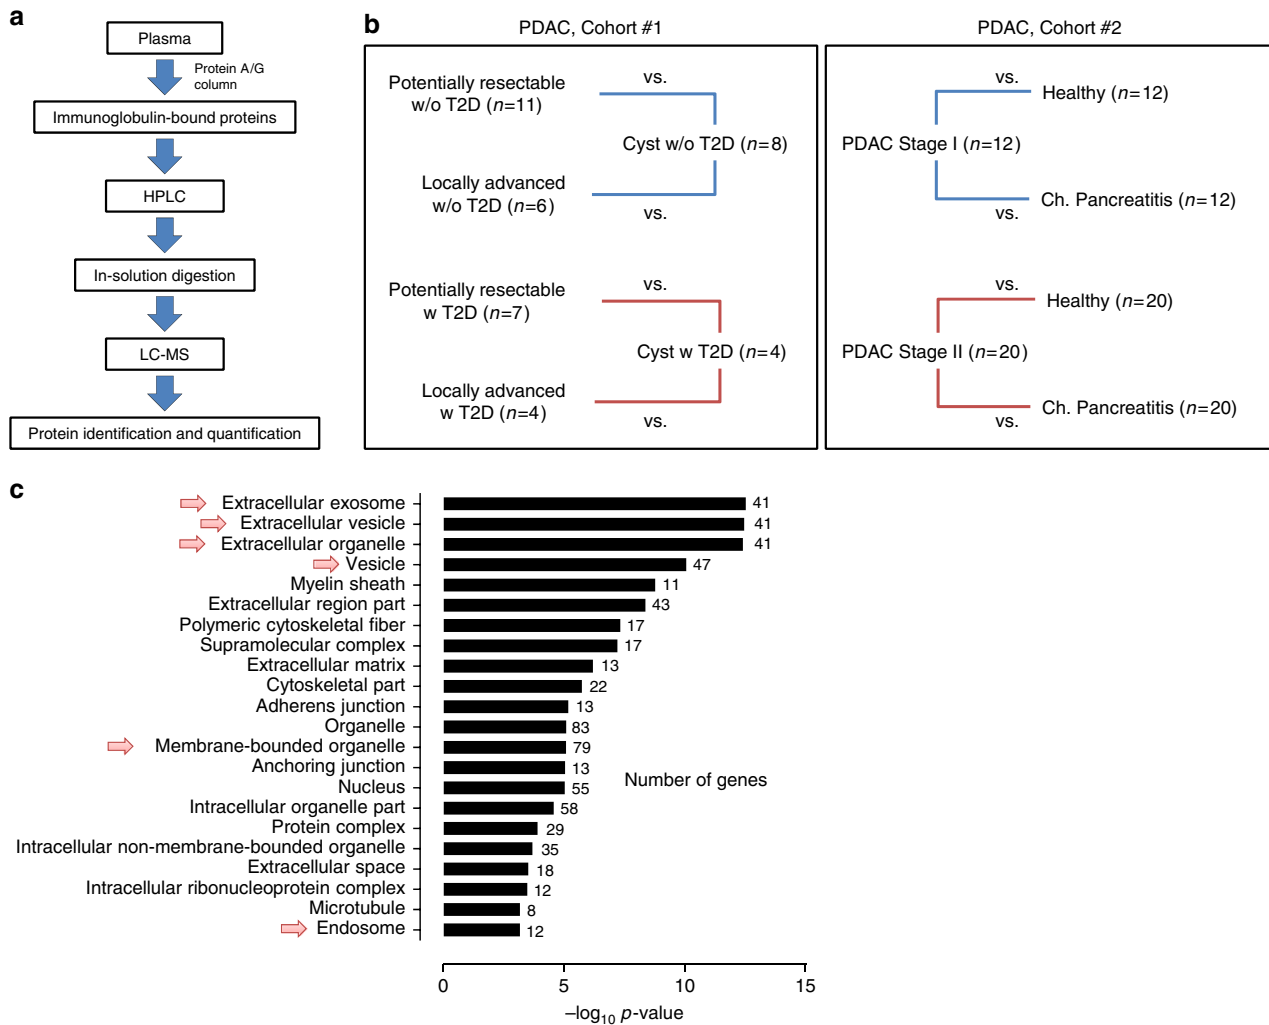 a
Plasma
Protein A/G
column
Immunoglobulin-bound proteins
HPLC
In-solution digestion
LC-MS
Protein identification and quantification
b
PDAC, Cohort #1
Potentially resectable
w/o T2D (n=11)
vs.
Cyst w/o T2D (n=8)
Locally advanced
w/o T2D (n=6)
vs.
Potentially resectable
w T2D (n=7)
vs.
Cyst w T2D (n=4)
Locally advanced
w T2D (n=4)
vs.
PDAC, Cohort #2
vs.
Healthy (n=12)
PDAC Stage I (n=12)
Ch. Pancreatitis (n=12)
vs.
vs.
Healthy (n=20)
PDAC Stage II (n=20)
Ch. Pancreatitis (n=20)
vs.
c
Extracellular exosome 41
Extracellular vesicle 41
Extracellular organelle 41
Vesicle 47
Myelin sheath 11
Extracellular region part 43
Polymeric cytoskeletal fiber 17
Supramolecular complex 17
Extracellular matrix 13
Cytoskeletal part 22
Adherens junction 13
Organelle 83
Membrane-bounded organelle 79
Anchoring junction 13
Number of genes
Nucleus 55
Intracellular organelle part 58
Protein complex 29
Intracellular non-membrane-bounded organelle 35
Extracellular space 18
Intracellular ribonucleoprotein complex 12
Microtubule 8
Endosome 12
0 5 10 15
–log10 p-value